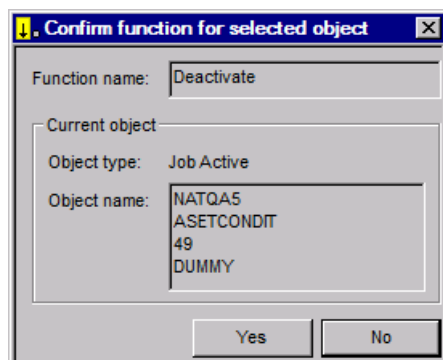 . Confirm function for selected object
Function name: Deactivate
Current object
Object type: Job Active
Object name: NATQA5
ASETCONDIT
49
DUMMY
Yes No